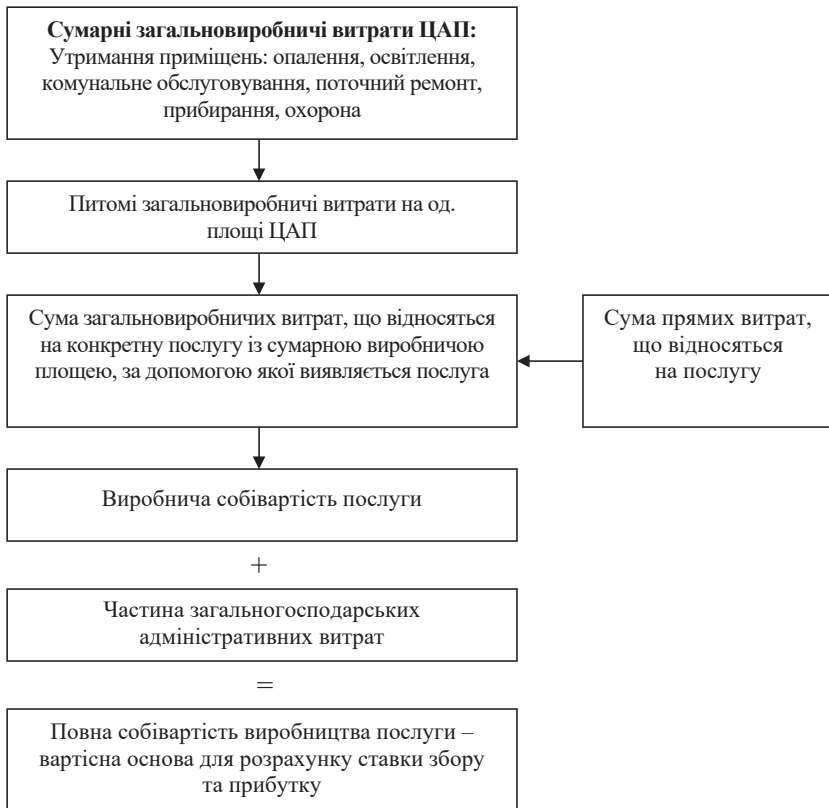 Сумарні загальновиробничі витрати ЦАП:
Утримання приміщень: опалення, освітлення,
комунальне обслуговування, поточний ремонт,
прибирання, охорона
Питомі загальновиробничі витрати на од.
площі ЦАП
Сума загальновиробничих витрат, що відносяться
на конкретну послугу із сумарною виробничою
площею, за допомогою якої виявляється послуга
Сума прямих витрат,
що відносяться
на послугу
Виробнича собівартість послуги
+
Частина загальногосподарських
адміністративних витрат
=
Повна собівартість виробництва послуги –
вартісна основа для розрахунку ставки збору
та прибутку